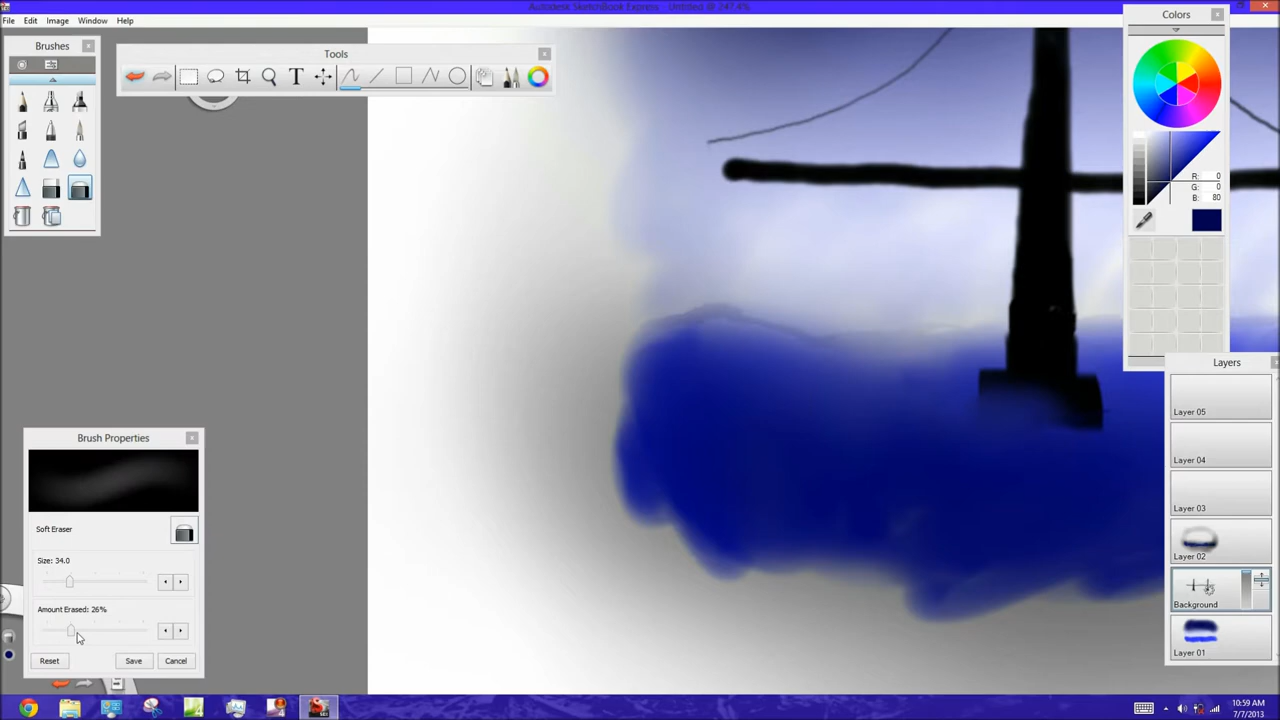 Autodesk SketchBook Express - Untitled @ 247.4%
File Edit Image Window Help
Brushes
Tools
T
Colors
R: 0
G: 0
B: 80
Layers
Layer 05
Layer 04
Layer 03
Layer 02
Background
Layer 01
Brush Properties
Soft Eraser
Size: 34.0
Amount Erased: 26%
Reset Save Cancel
10:59 AM
7/7/2013